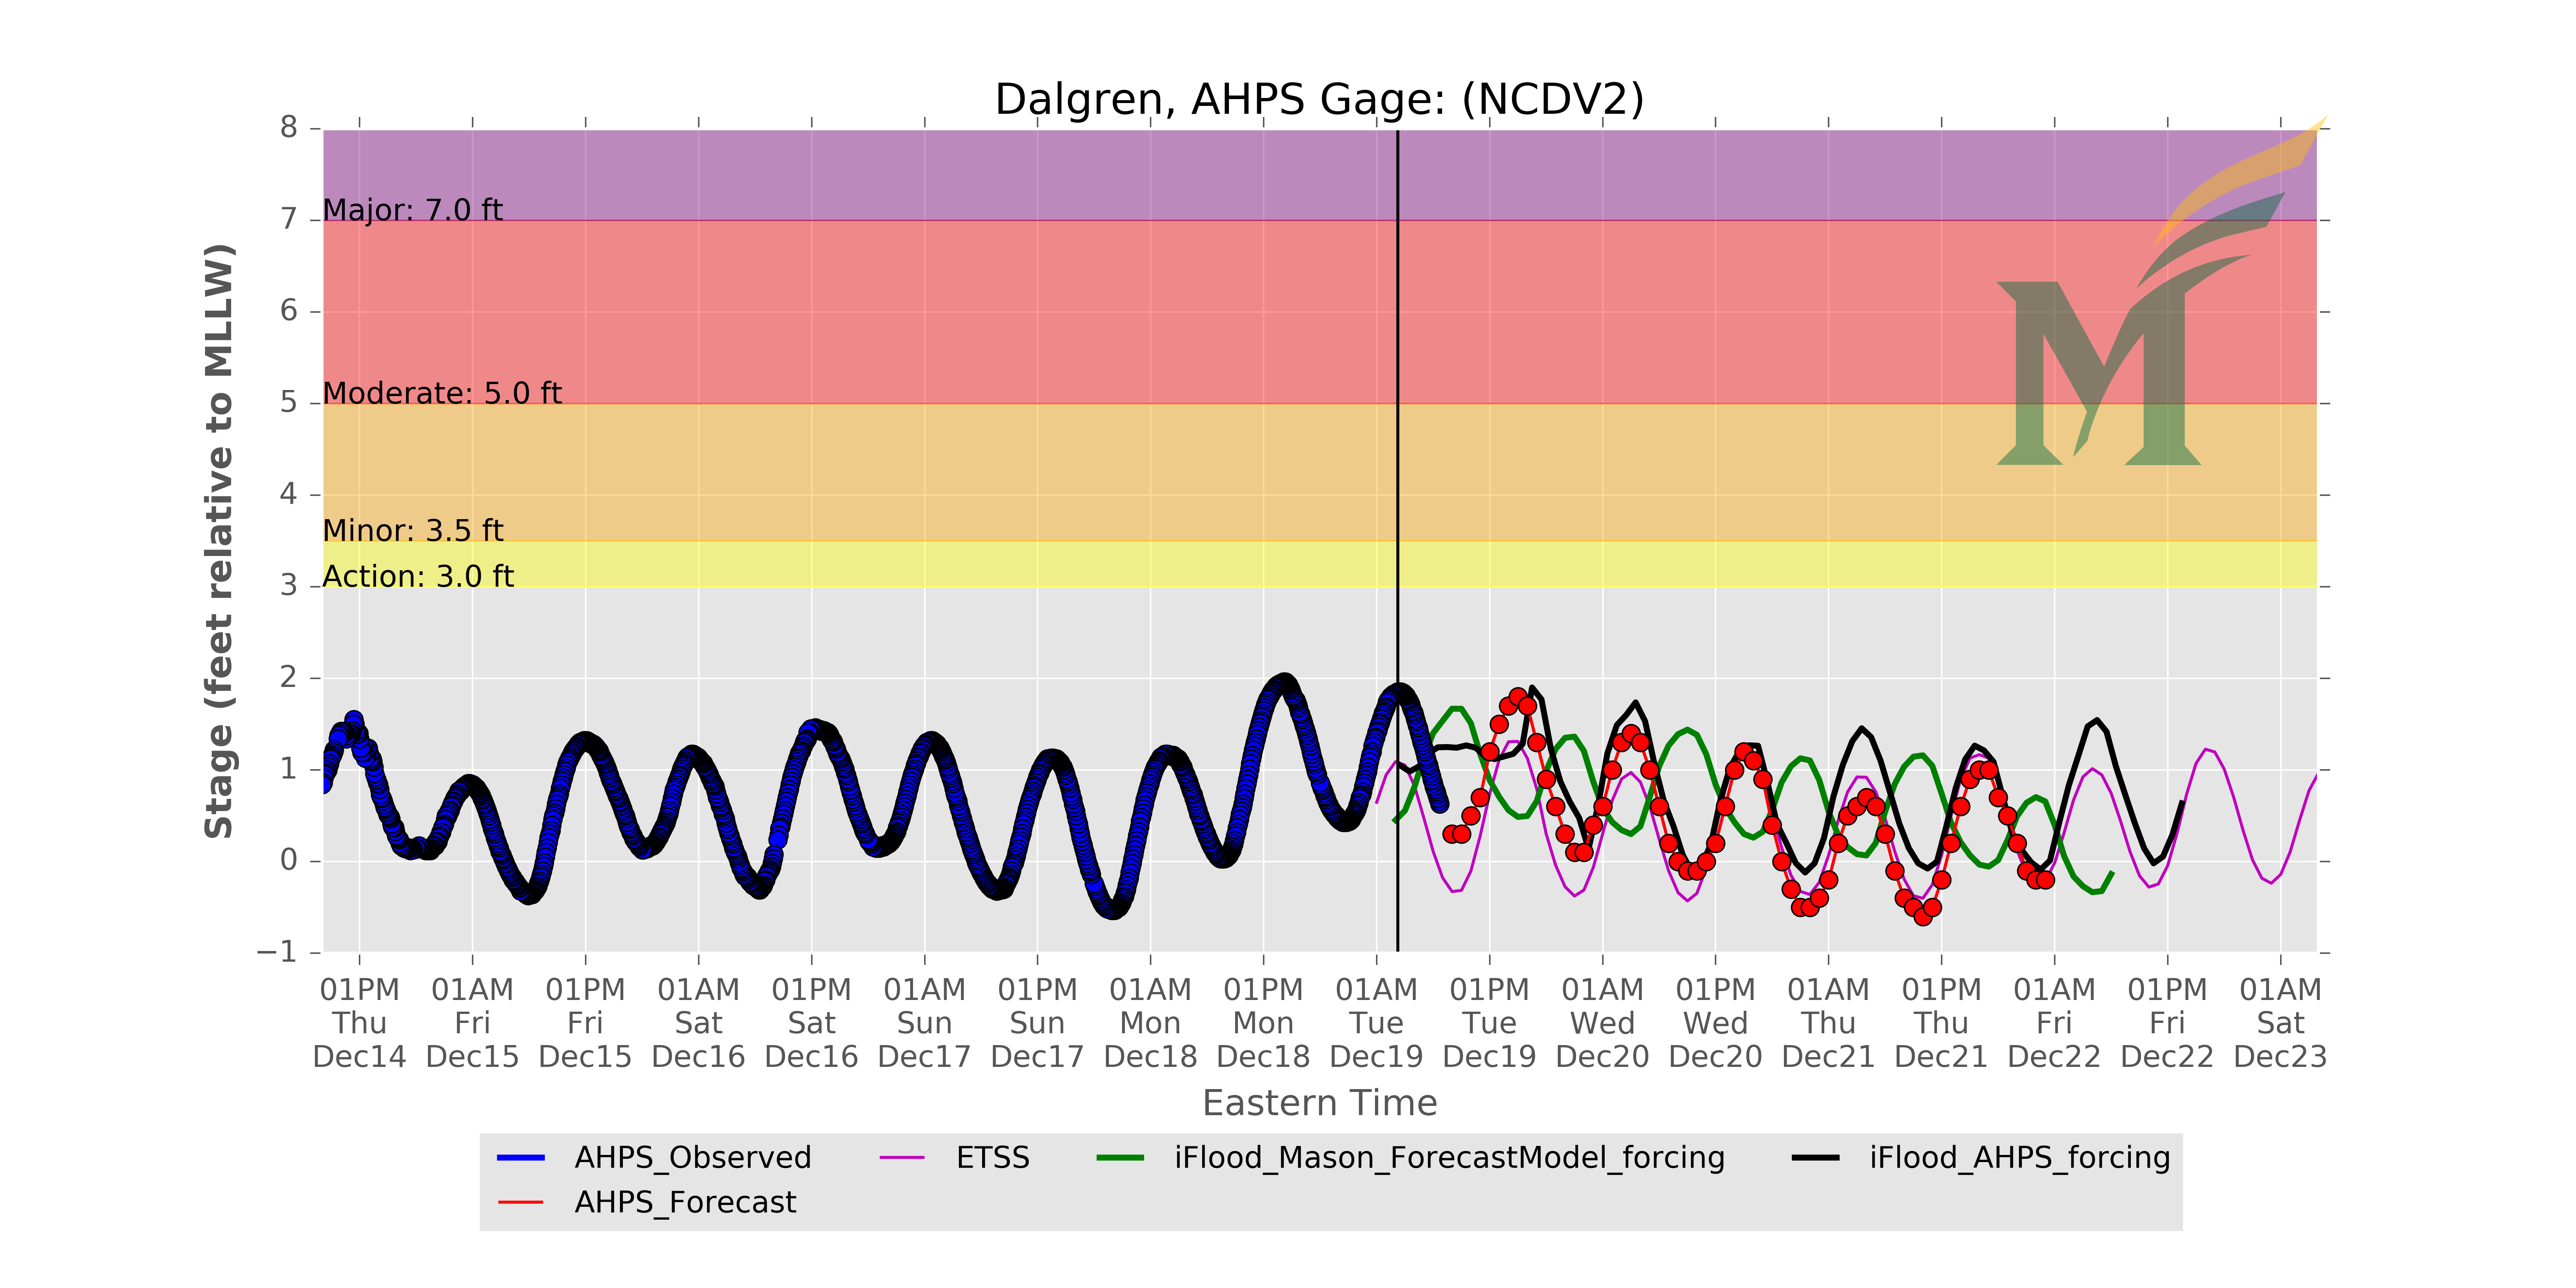 Dalgren, AHPS Gage: (NCDV2)
8
7
6
5
4
3
2
1
0
−1
Stage (feet relative to MLLW)
Major: 7.0 ft
Moderate: 5.0 ft
Minor: 3.5 ft
Action: 3.0 ft
M
01PM 01AM 01PM 01AM 01PM 01AM 01PM 01AM 01PM 01AM 01PM 01AM 01PM 01AM 01PM 01AM 01PM 01AM
Thu Fri Fri Sat Sat Sun Sun Mon Mon Tue Tue Wed Wed Thu Thu Fri Fri Sat
Dec14 Dec15 Dec15 Dec16 Dec16 Dec17 Dec17 Dec18 Dec18 Dec19 Dec19 Dec20 Dec20 Dec21 Dec21 Dec22 Dec22 Dec23
Eastern Time
AHPS_Observed ETSS iFlood_Mason_ForecastModel_forcing iFlood_AHPS_forcing
AHPS_Forecast